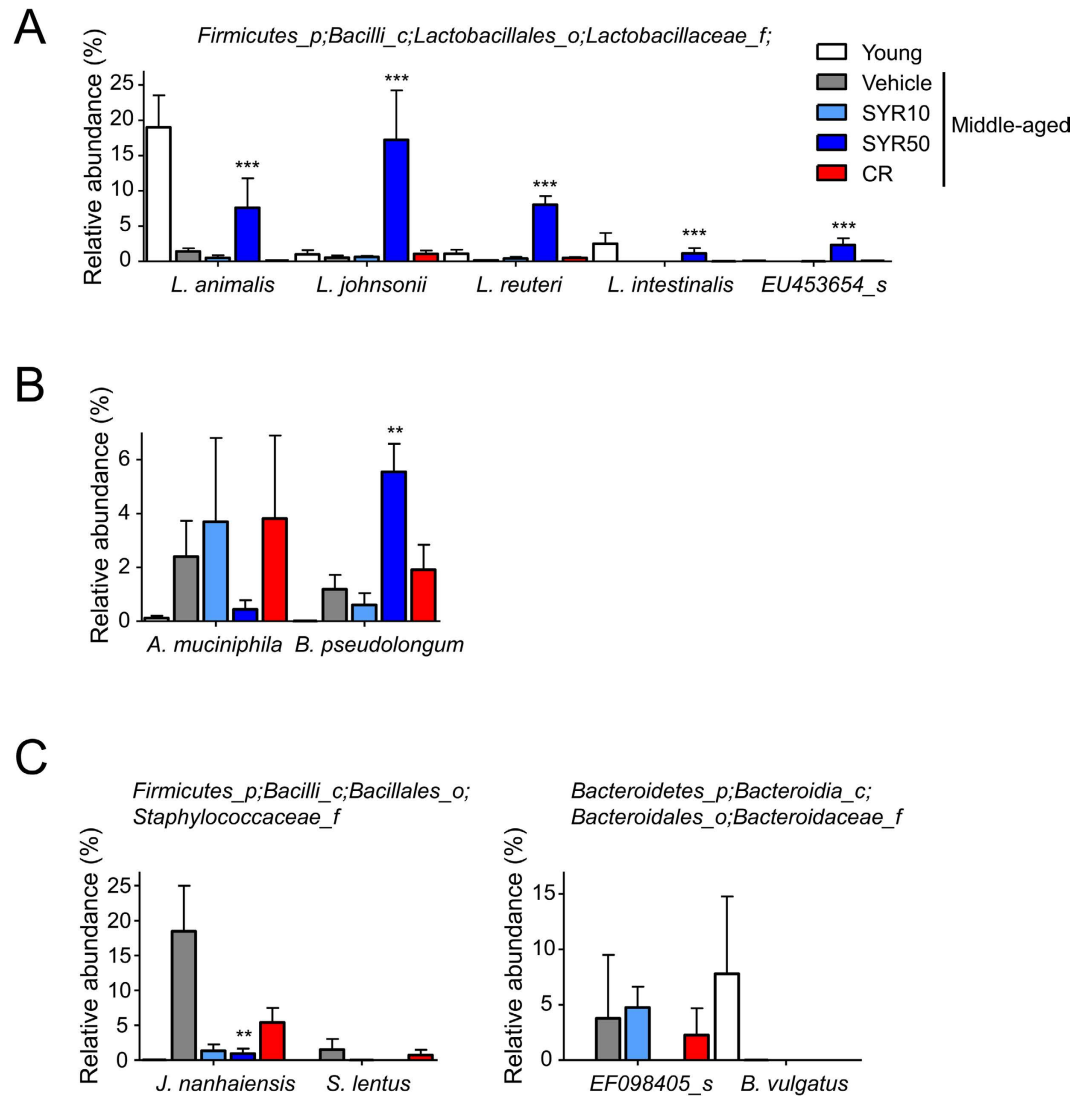 A
Firmicutes_p;Bacilli_c;Lactobacillales_o;Lactobacillaceae_f;
Relative abundance (%)
25
20
15
10
5
0
***
***
***
***
***
L. animalis
L. johnsonii
L. reuteri
L. intestinalis
EU453654_s
Young
Vehicle
SYR10
SYR50
CR
Middle-aged
B
Relative abundance (%)
6
4
2
0
**
A. muciniphila
B. pseudolongum
C
Firmicutes_p;Bacilli_c;Bacillales_o;
Staphylococcaceae_f
Relative abundance (%)
25
20
15
10
5
0
**
J. nanhaiensis
S. lentus
Bacteroidetes_p;Bacteroidia_c;
Bacteroidales_o;Bacteroidaceae_f
Relative abundance (%)
15
10
5
0
EF098405_s
B. vulgatus